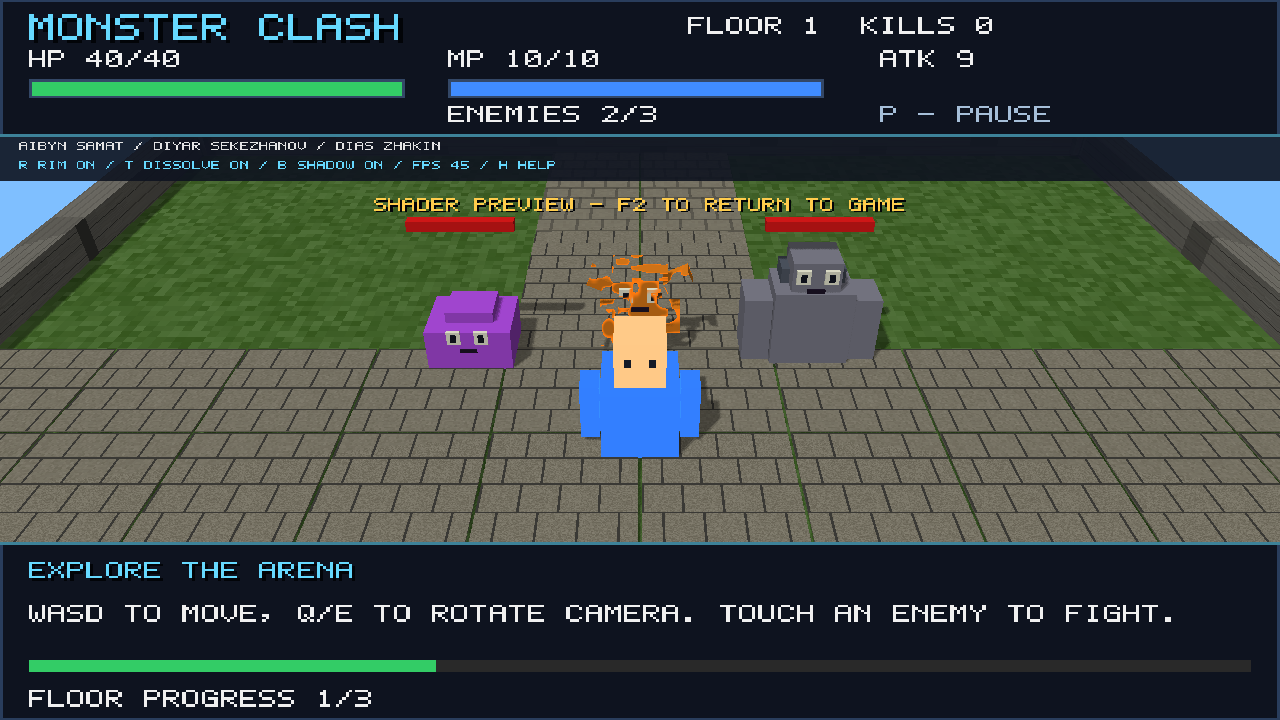 MONSTER CLASH
FLOOR 1 KILLS 0
HP 40/40
MP 10/10
ATK 9
ENEMIES 2/3
P - PAUSE
AIBYN SAMAT / DIYAR SEKEZHANOV / DIAS ZHAKIN
R RIM ON / T DISSOLVE ON / B SHADOW ON / FPS 45 / H HELP
SHADER PREVIEW - F2 TO RETURN TO GAME
EXPLORE THE ARENA
WASD TO MOVE, Q/E TO ROTATE CAMERA. TOUCH AN ENEMY TO FIGHT.
FLOOR PROGRESS 1/3